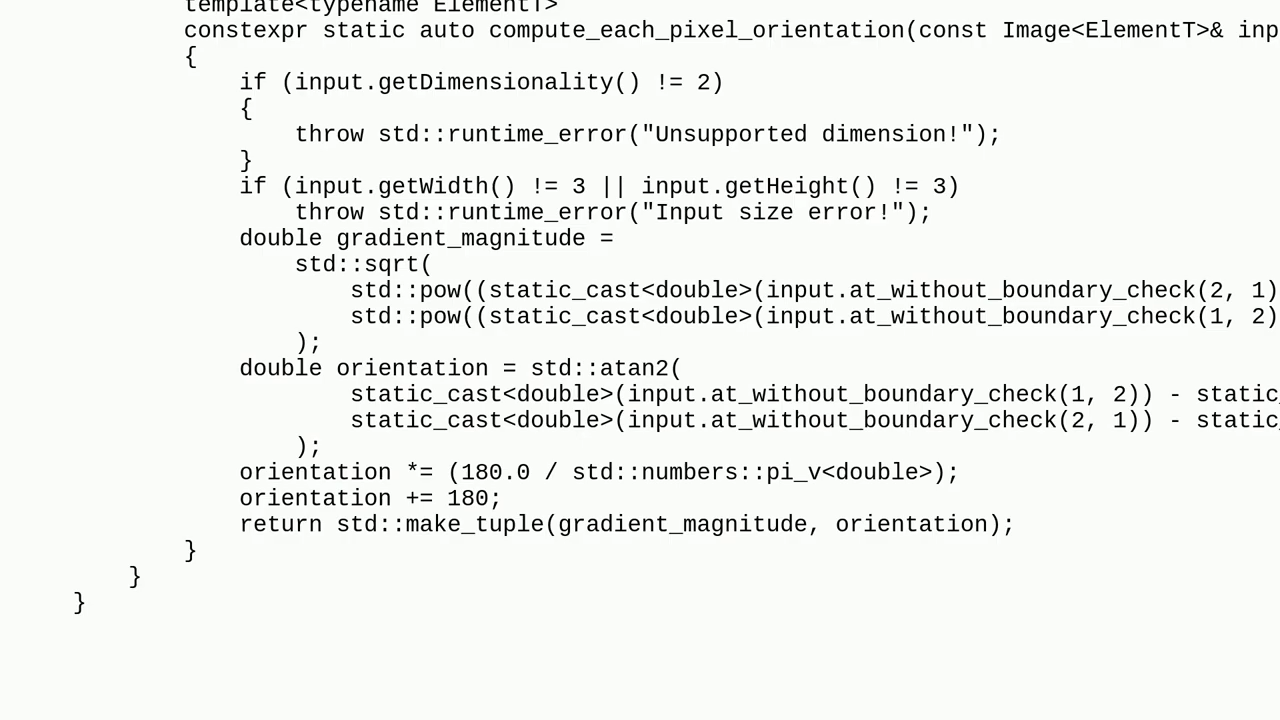 template<typename ElementT>
constexpr static auto compute_each_pixel_orientation(const Image<ElementT>& inp
{
if (input.getDimensionality() != 2)
{
throw std::runtime_error("Unsupported dimension!");
}
if (input.getWidth() != 3 || input.getHeight() != 3)
throw std::runtime_error("Input size error!");
double gradient_magnitude =
std::sqrt(
std::pow((static_cast<double>(input.at_without_boundary_check(2, 1)
std::pow((static_cast<double>(input.at_without_boundary_check(1, 2)
);
double orientation = std::atan2(
static_cast<double>(input.at_without_boundary_check(1, 2)) - static_
static_cast<double>(input.at_without_boundary_check(2, 1)) - static_
);
orientation *= (180.0 / std::numbers::pi_v<double>);
orientation += 180;
return std::make_tuple(gradient_magnitude, orientation);
}
}
}